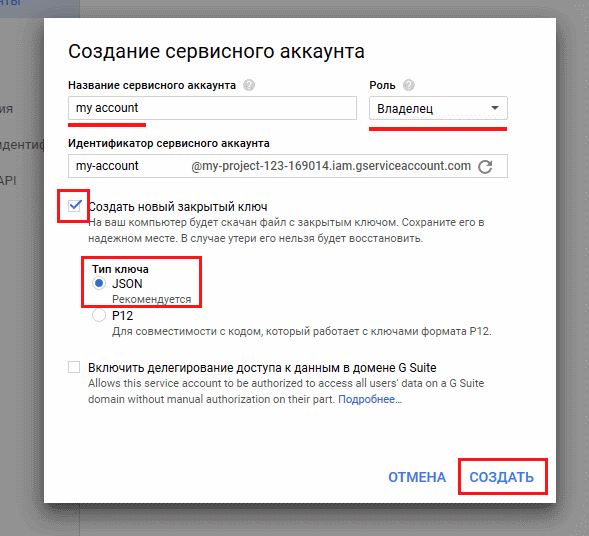 нты
Создание сервисного аккаунта
Название сервисного аккаунта ?
Роль ?
my account
Владелец
ия
Идентификатор сервисного аккаунта
идентиф
my-account @my-project-123-169014.iam.gserviceaccount.com
API
Создать новый закрытый ключ
На ваш компьютер будет скачан файл с закрытым ключом. Сохраните его в
надежном месте. В случае утери его нельзя будет восстановить.
Тип ключа
JSON
Рекомендуется
P12
Для совместимости с кодом, который работает с ключами формата P12.
Включить делегирование доступа к данным в домене G Suite
Allows this service account to be authorized to access all users' data on a G Suite
domain without manual authorization on their part. Подробнее…
ОТМЕНА
СОЗДАТЬ